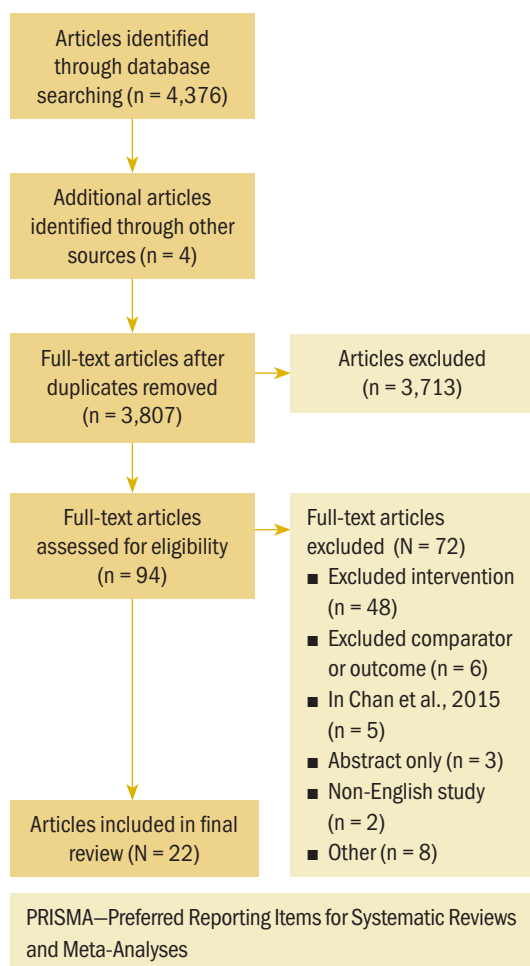 Articles identified
through database
searching (n = 4,376)
Additional articles
identified through other
sources (n = 4)
Full-text articles after
duplicates removed
(n = 3,807)
Articles excluded
(n = 3,713)
Full-text articles
assessed for eligibility
(n = 94)
Full-text articles
excluded (N = 72)
■ Excluded intervention
(n = 48)
■ Excluded comparator
or outcome (n = 6)
■ In Chan et al., 2015
(n = 5)
■ Abstract only (n = 3)
■ Non-English study
(n = 2)
■ Other (n = 8)
Articles included in final
review (N = 22)
PRISMA—Preferred Reporting Items for Systematic Reviews
and Meta-Analyses